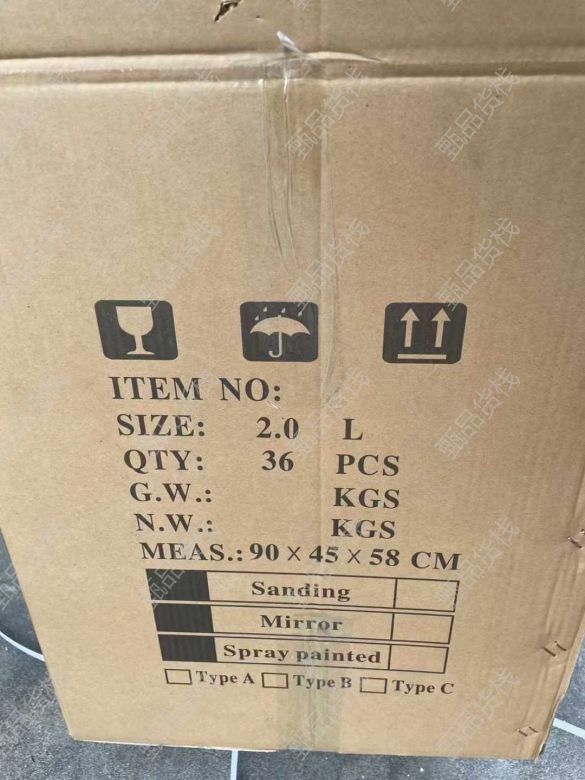 ITEM NO:
SIZE: 2.0 L
QTY: 36 PCS
G.W.: KGS
N.W.: KGS
MEAS.: 90 × 45 × 58 CM
Sanding
Mirror
Spray painted
Type A Type B Type C
甄品货栈